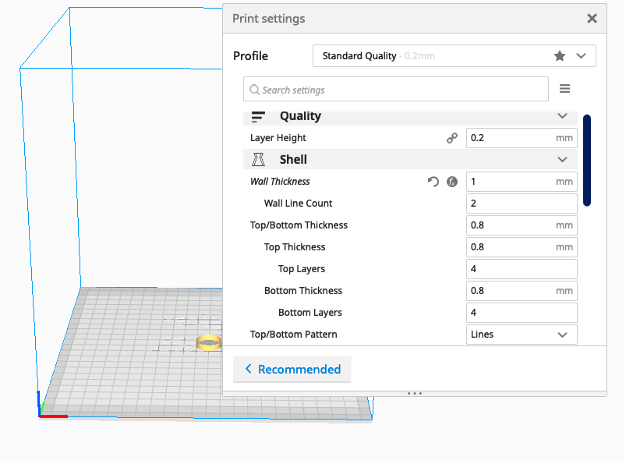 Print settings
Profile
Standard Quality - 0.2mm
Search settings
Quality
Layer Height 0.2 mm
Shell
Wall Thickness 1 mm
Wall Line Count 2
Top/Bottom Thickness 0.8 mm
Top Thickness 0.8 mm
Top Layers 4
Bottom Thickness 0.8 mm
Bottom Layers 4
Top/Bottom Pattern Lines
Recommended